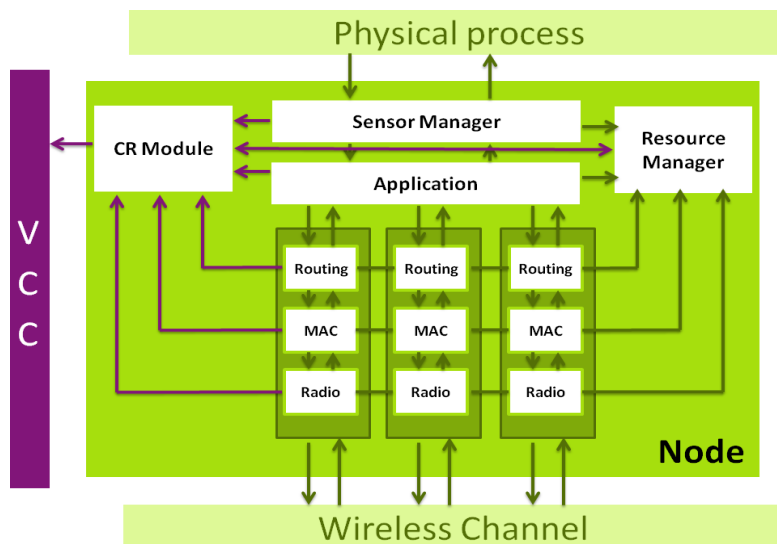 Physical process
Sensor Manager
CR Module
Resource
Manager
Application
V
C
C
Routing
Routing
Routing
MAC
MAC
MAC
Radio
Radio
Radio
Node
Wireless Channel